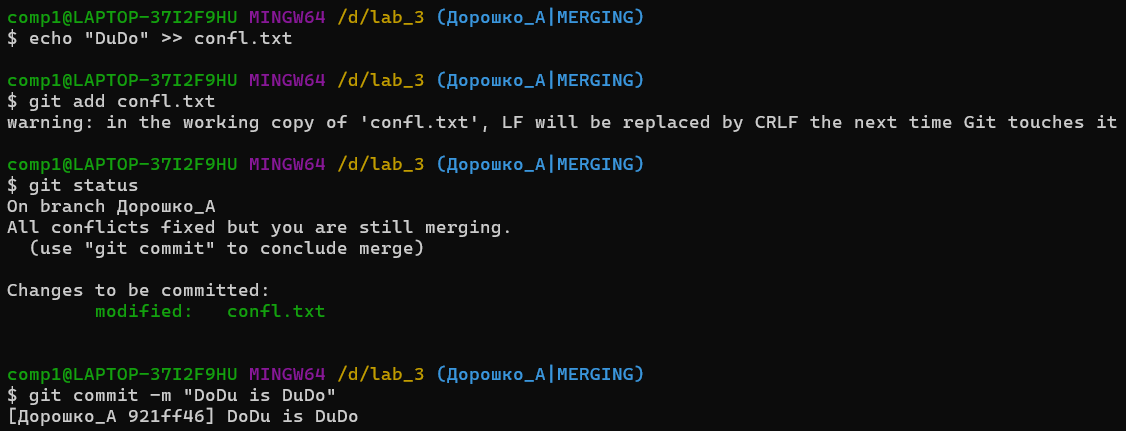 comp1@LAPTOP-37I2F9HU MINGW64 /d/lab_3 (Дорошко_А|MERGING)
$ echo "DuDo" >> confl.txt
comp1@LAPTOP-37I2F9HU MINGW64 /d/lab_3 (Дорошко_А|MERGING)
$ git add confl.txt
warning: in the working copy of 'confl.txt', LF will be replaced by CRLF the next time Git touches it
comp1@LAPTOP-37I2F9HU MINGW64 /d/lab_3 (Дорошко_А|MERGING)
$ git status
On branch Дорошко_А
All conflicts fixed but you are still merging.
  (use "git commit" to conclude merge)
Changes to be committed:
        modified:   confl.txt
comp1@LAPTOP-37I2F9HU MINGW64 /d/lab_3 (Дорошко_А|MERGING)
$ git commit -m "DoDu is DuDo"
[Дорошко_А 921ff46] DoDu is DuDo